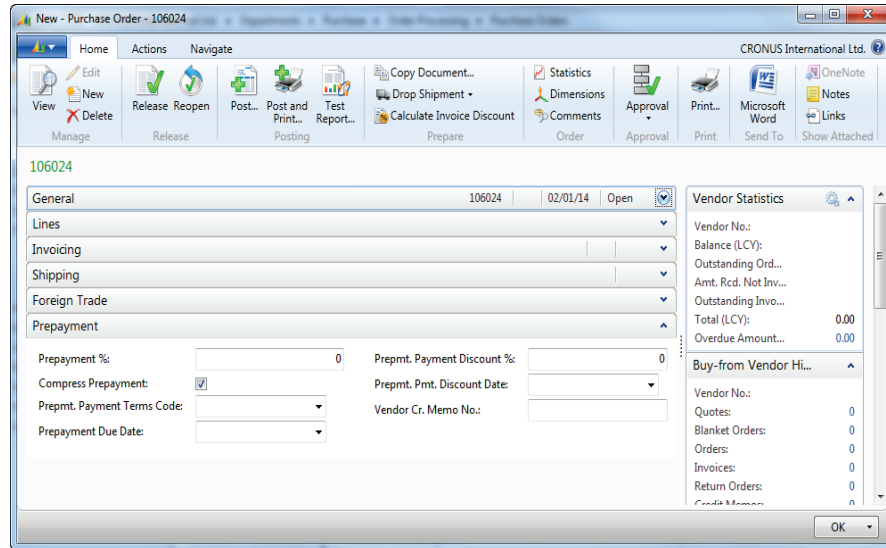 New - Purchase Order - 106024
Home Actions Navigate CRONUS International Ltd.
View Edit New Delete
Manage
Release Reopen
Release
Post... Post and Print... Test Report...
Posting
Copy Document...
Drop Shipment
Calculate Invoice Discount
Prepare
Statistics
Dimensions
Comments
Order
Approval
Approval
Print...
Print
Microsoft Word
Send To
OneNote
Notes
Links
Show Attached
106024
General 106024 02/01/14 Open
Lines
Invoicing
Shipping
Foreign Trade
Prepayment
Prepayment %: 0
Compress Prepayment:
Prepmt. Payment Terms Code:
Prepayment Due Date:
Prepmt. Payment Discount %: 0
Prepmt. Pmt. Discount Date:
Vendor Cr. Memo No.:
Vendor Statistics
Vendor No.:
Balance (LCY):
Outstanding Ord...
Amt. Rcd. Not Inv...
Outstanding Invo...
Total (LCY): 0.00
Overdue Amount... 0.00
Buy-from Vendor Hi...
Vendor No.:
Quotes: 0
Blanket Orders: 0
Orders: 0
Invoices: 0
Return Orders: 0
Credit Memos: 0
OK